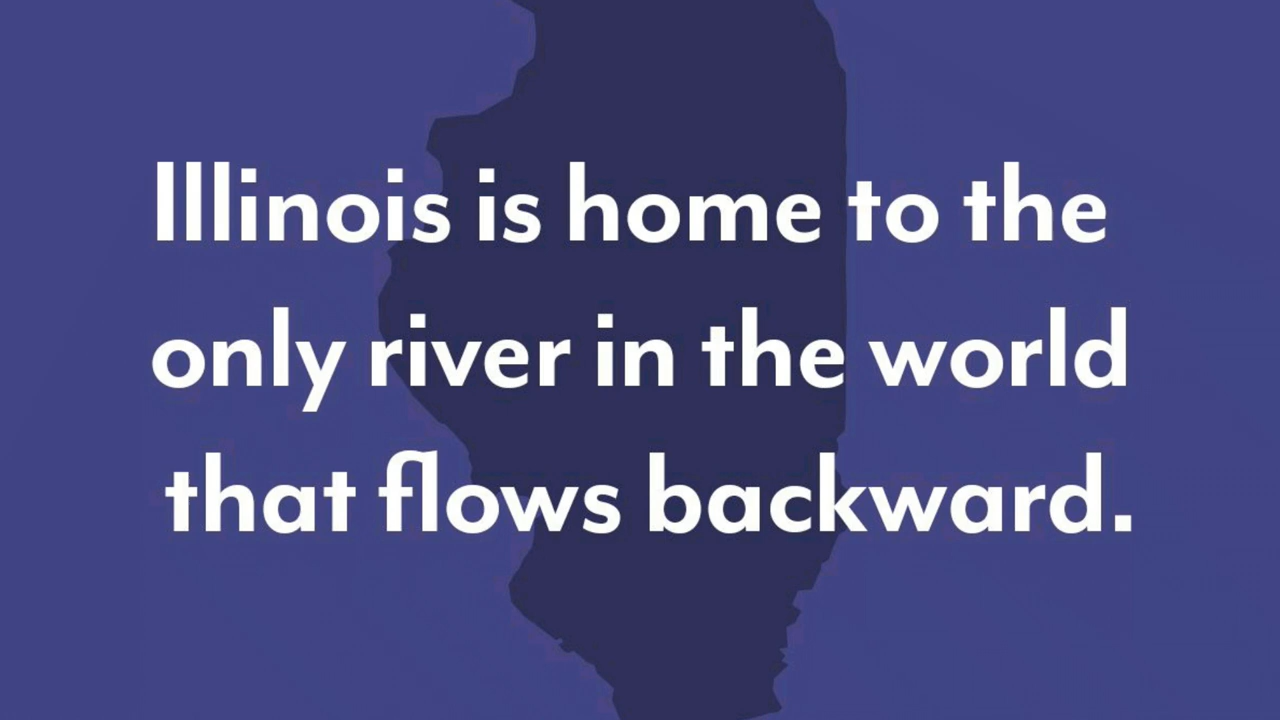 Illinois is home to the
only river in the world
that flows backward.